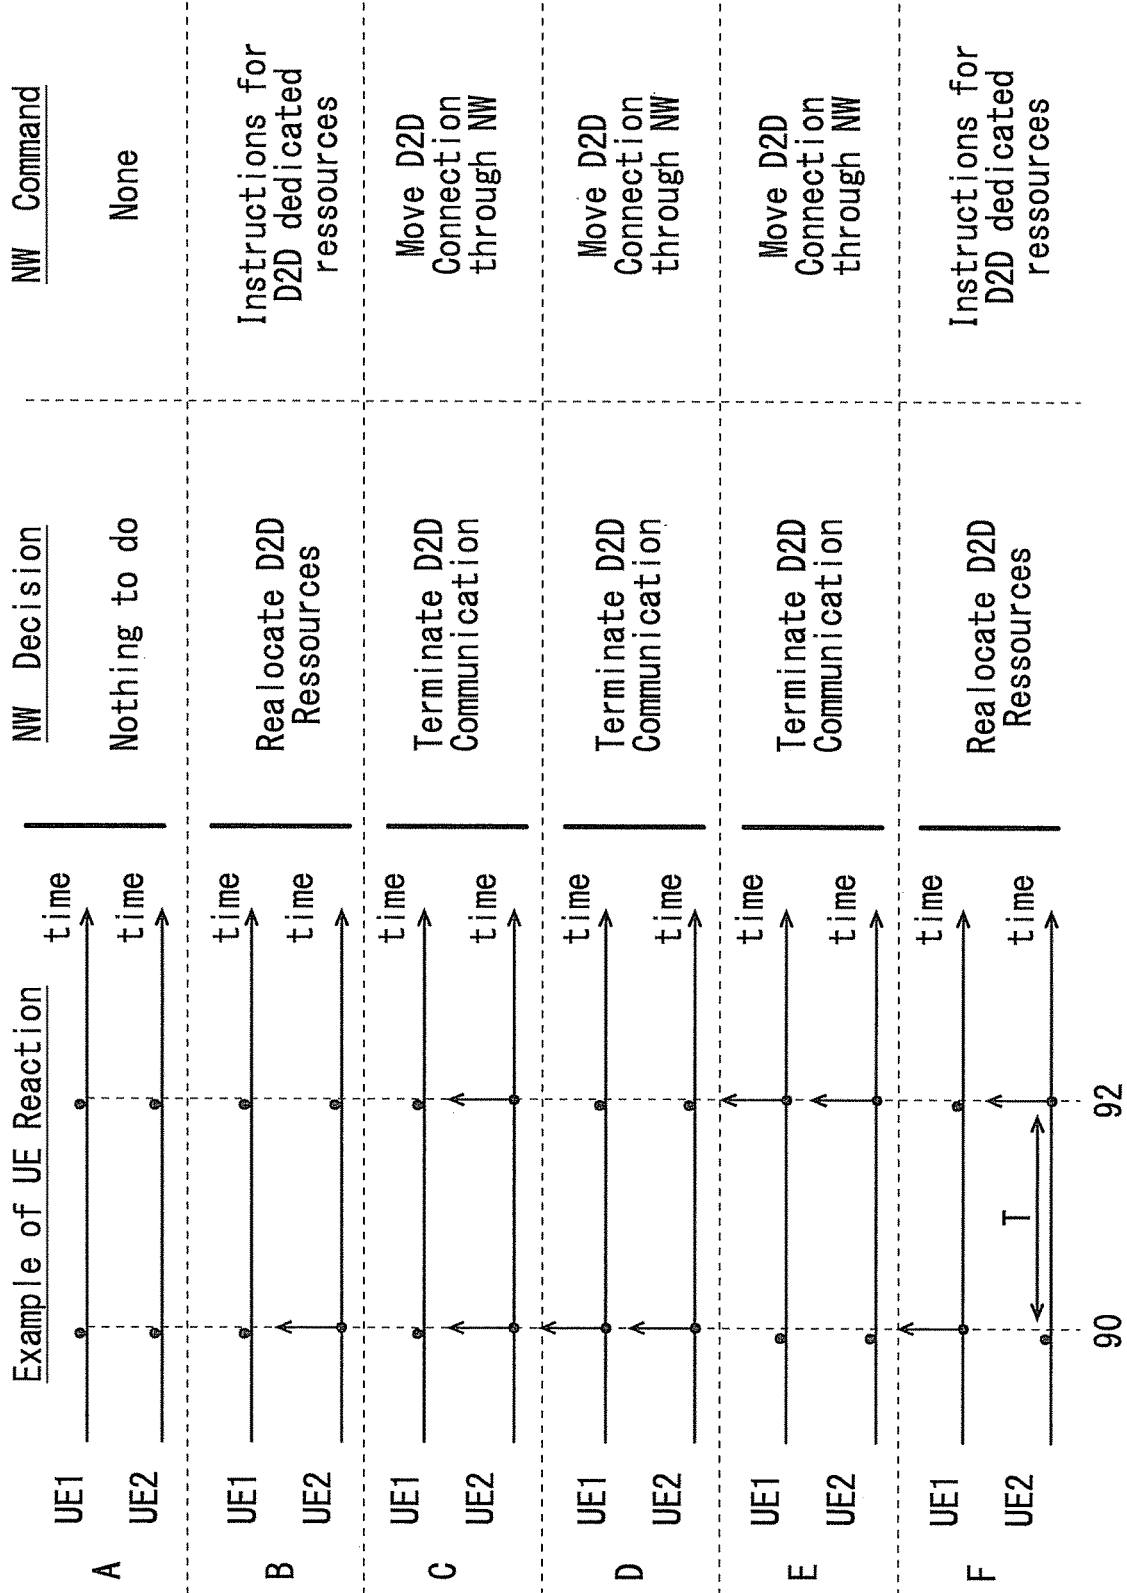 Example of UE Reaction
NW Decision
NW Command
A
UE1
time
UE2
time
Nothing to do
None
B
UE1
time
UE2
time
Realocate D2D
Ressources
Instructions for
D2D dedicated
ressources
C
UE1
time
UE2
time
Terminate D2D
Communication
Move D2D
Connection
through NW
D
UE1
time
UE2
time
Terminate D2D
Communication
Move D2D
Connection
through NW
E
UE1
time
UE2
time
Terminate D2D
Communication
Move D2D
Connection
through NW
F
UE1
time
UE2
time
T
Realocate D2D
Ressources
Instructions for
D2D dedicated
ressources
90
92